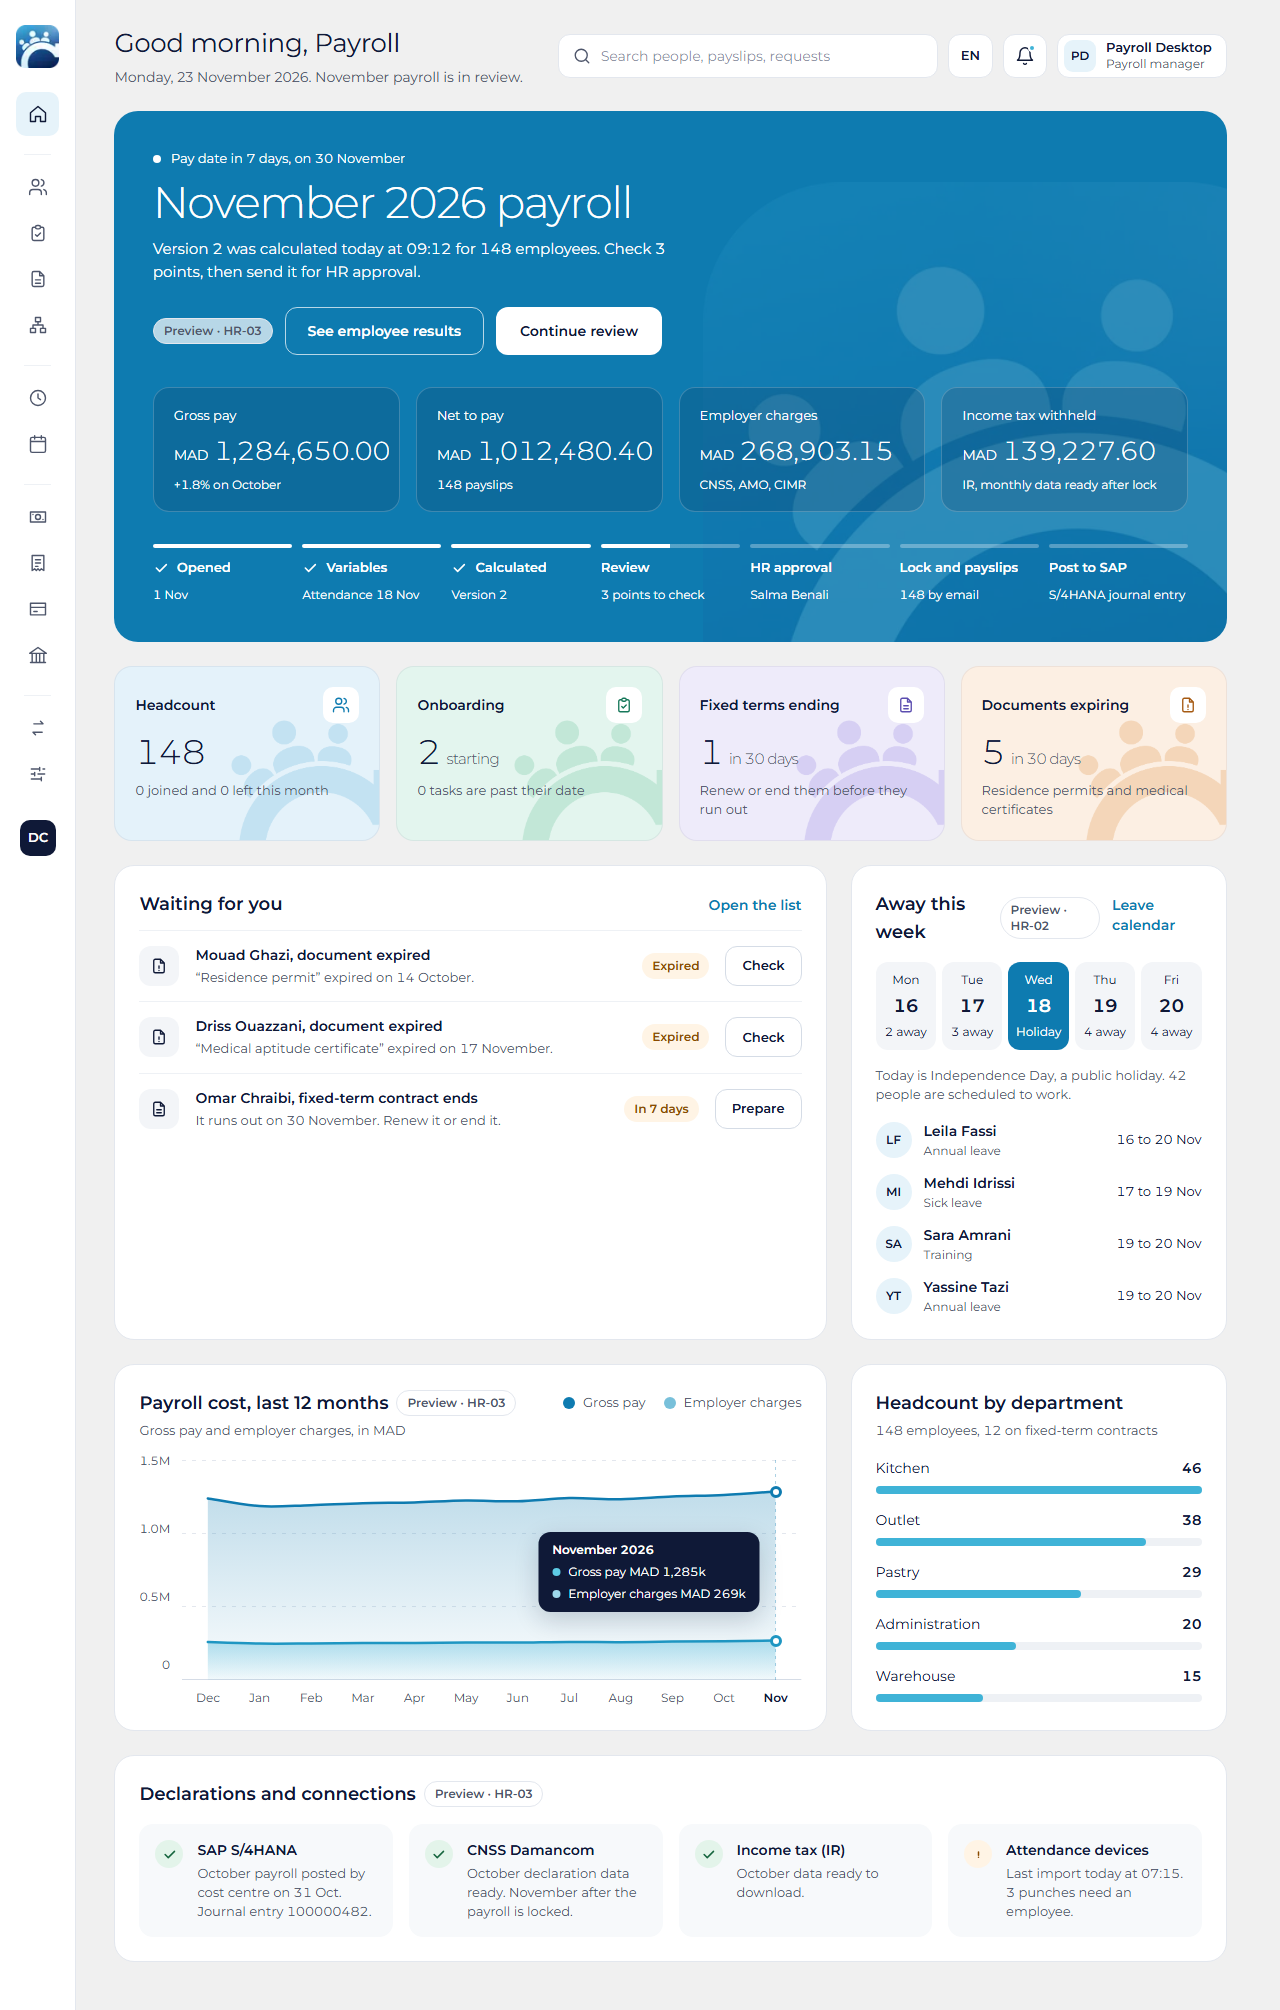 Good morning, Payroll
Monday, 23 November 2026. November payroll is in review.
Search people, payslips, requests
EN
PD
Payroll Desktop
Payroll manager
Pay date in 7 days, on 30 November
November 2026 payroll
Version 2 was calculated today at 09:12 for 148 employees. Check 3
points, then send it for HR approval.
Preview · HR-03
See employee results
Continue review
Gross pay
MAD 1,284,650.00
+1.8% on October
Net to pay
MAD 1,012,480.40
148 payslips
Employer charges
MAD 268,903.15
CNSS, AMO, CIMR
Income tax withheld
MAD 139,227.60
IR, monthly data ready after lock
Opened
1 Nov
Variables
Attendance 18 Nov
Calculated
Version 2
Review
3 points to check
HR approval
Salma Benali
Lock and payslips
148 by email
Post to SAP
S/4HANA journal entry
DC
Headcount
148
0 joined and 0 left this month
Onboarding
2 starting
0 tasks are past their date
Fixed terms ending
1 in 30 days
Renew or end them before they
run out
Documents expiring
5 in 30 days
Residence permits and medical
certificates
Waiting for you
Open the list
Mouad Ghazi, document expired
“Residence permit” expired on 14 October.
Expired
Check
Driss Ouazzani, document expired
“Medical aptitude certificate” expired on 17 November.
Expired
Check
Omar Chraibi, fixed-term contract ends
It runs out on 30 November. Renew it or end it.
In 7 days
Prepare
Away this
week
Preview ·
HR-02
Leave
calendar
Mon
16
2 away
Tue
17
3 away
Wed
18
Holiday
Thu
19
4 away
Fri
20
4 away
Today is Independence Day, a public holiday. 42
people are scheduled to work.
LF
Leila Fassi
Annual leave
16 to 20 Nov
MI
Mehdi Idrissi
Sick leave
17 to 19 Nov
SA
Sara Amrani
Training
19 to 20 Nov
YT
Yassine Tazi
Annual leave
19 to 20 Nov
Payroll cost, last 12 months
Preview · HR-03
Gross pay
Employer charges
Gross pay and employer charges, in MAD
1.5M
1.0M
0.5M
0
November 2026
Gross pay MAD 1,285k
Employer charges MAD 269k
Dec
Jan
Feb
Mar
Apr
May
Jun
Jul
Aug
Sep
Oct
Nov
Headcount by department
148 employees, 12 on fixed-term contracts
Kitchen
46
Outlet
38
Pastry
29
Administration
20
Warehouse
15
Declarations and connections
Preview · HR-03
SAP S/4HANA
October payroll posted by
cost centre on 31 Oct.
Journal entry 100000482.
CNSS Damancom
October declaration data
ready. November after the
payroll is locked.
Income tax (IR)
October data ready to
download.
Attendance devices
Last import today at 07:15.
3 punches need an
employee.